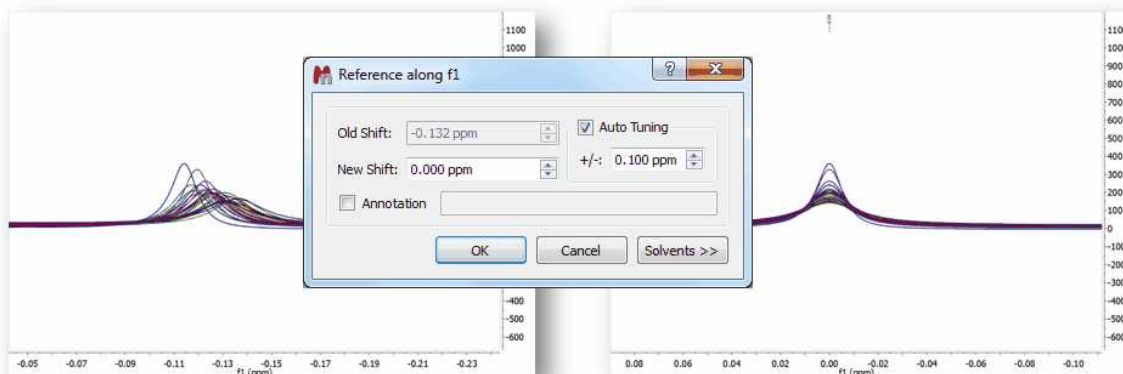 Reference along f1
?
Old Shift: -0.132 ppm
Auto Tuning
New Shift: 0.000 ppm
+/-: 0.100 ppm
Annotation
OK Cancel Solvents >>
1100
1000
-400
-500
-600
-0.05 -0.07 -0.09 -0.11 -0.13 -0.15 -0.17 -0.19 -0.21 -0.23
f1 (ppm)
1100
1000
900
800
700
600
500
400
300
200
100
0
-100
-200
-300
-400
-500
-600
0.08 0.06 0.04 0.02 0.00 -0.02 -0.04 -0.06 -0.08 -0.10
f1 (ppm)